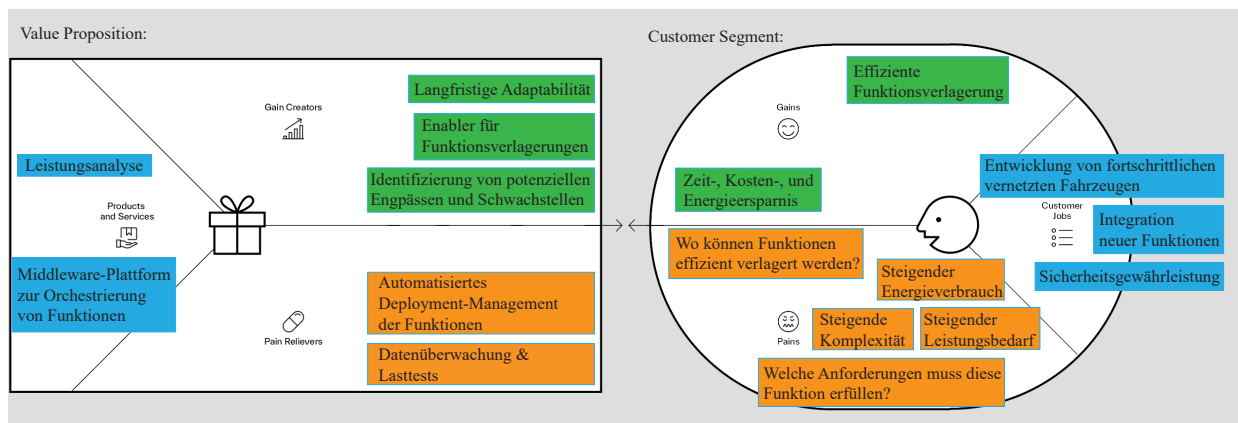 Value Proposition:
Gain Creators
Langfristige Adaptabilität
Enabler für
Funktionsverlagerungen
Identifizierung von potenziellen
Engpässen und Schwachstellen
Leistungsanalyse
Products
and Services
Middleware-Plattform
zur Orchestrierung
von Funktionen
Automatisiertes
Deployment-Management
der Funktionen
Pain Relievers
Datenüberwachung &
Lasttests
Customer Segment:
Effiziente
Funktionsverlagerung
Gains
Zeit-, Kosten-, und
Energieersparnis
Entwicklung von fortschrittlichen
vernetzten Fahrzeugen
Customer
Jobs
Integration
neuer Funktionen
Sicherheitsgewährleistung
Wo können Funktionen
effizient verlagert werden?
Steigender
Energieverbrauch
Pains
Steigende
Komplexität
Steigender
Leistungsbedarf
Welche Anforderungen muss diese
Funktion erfüllen?